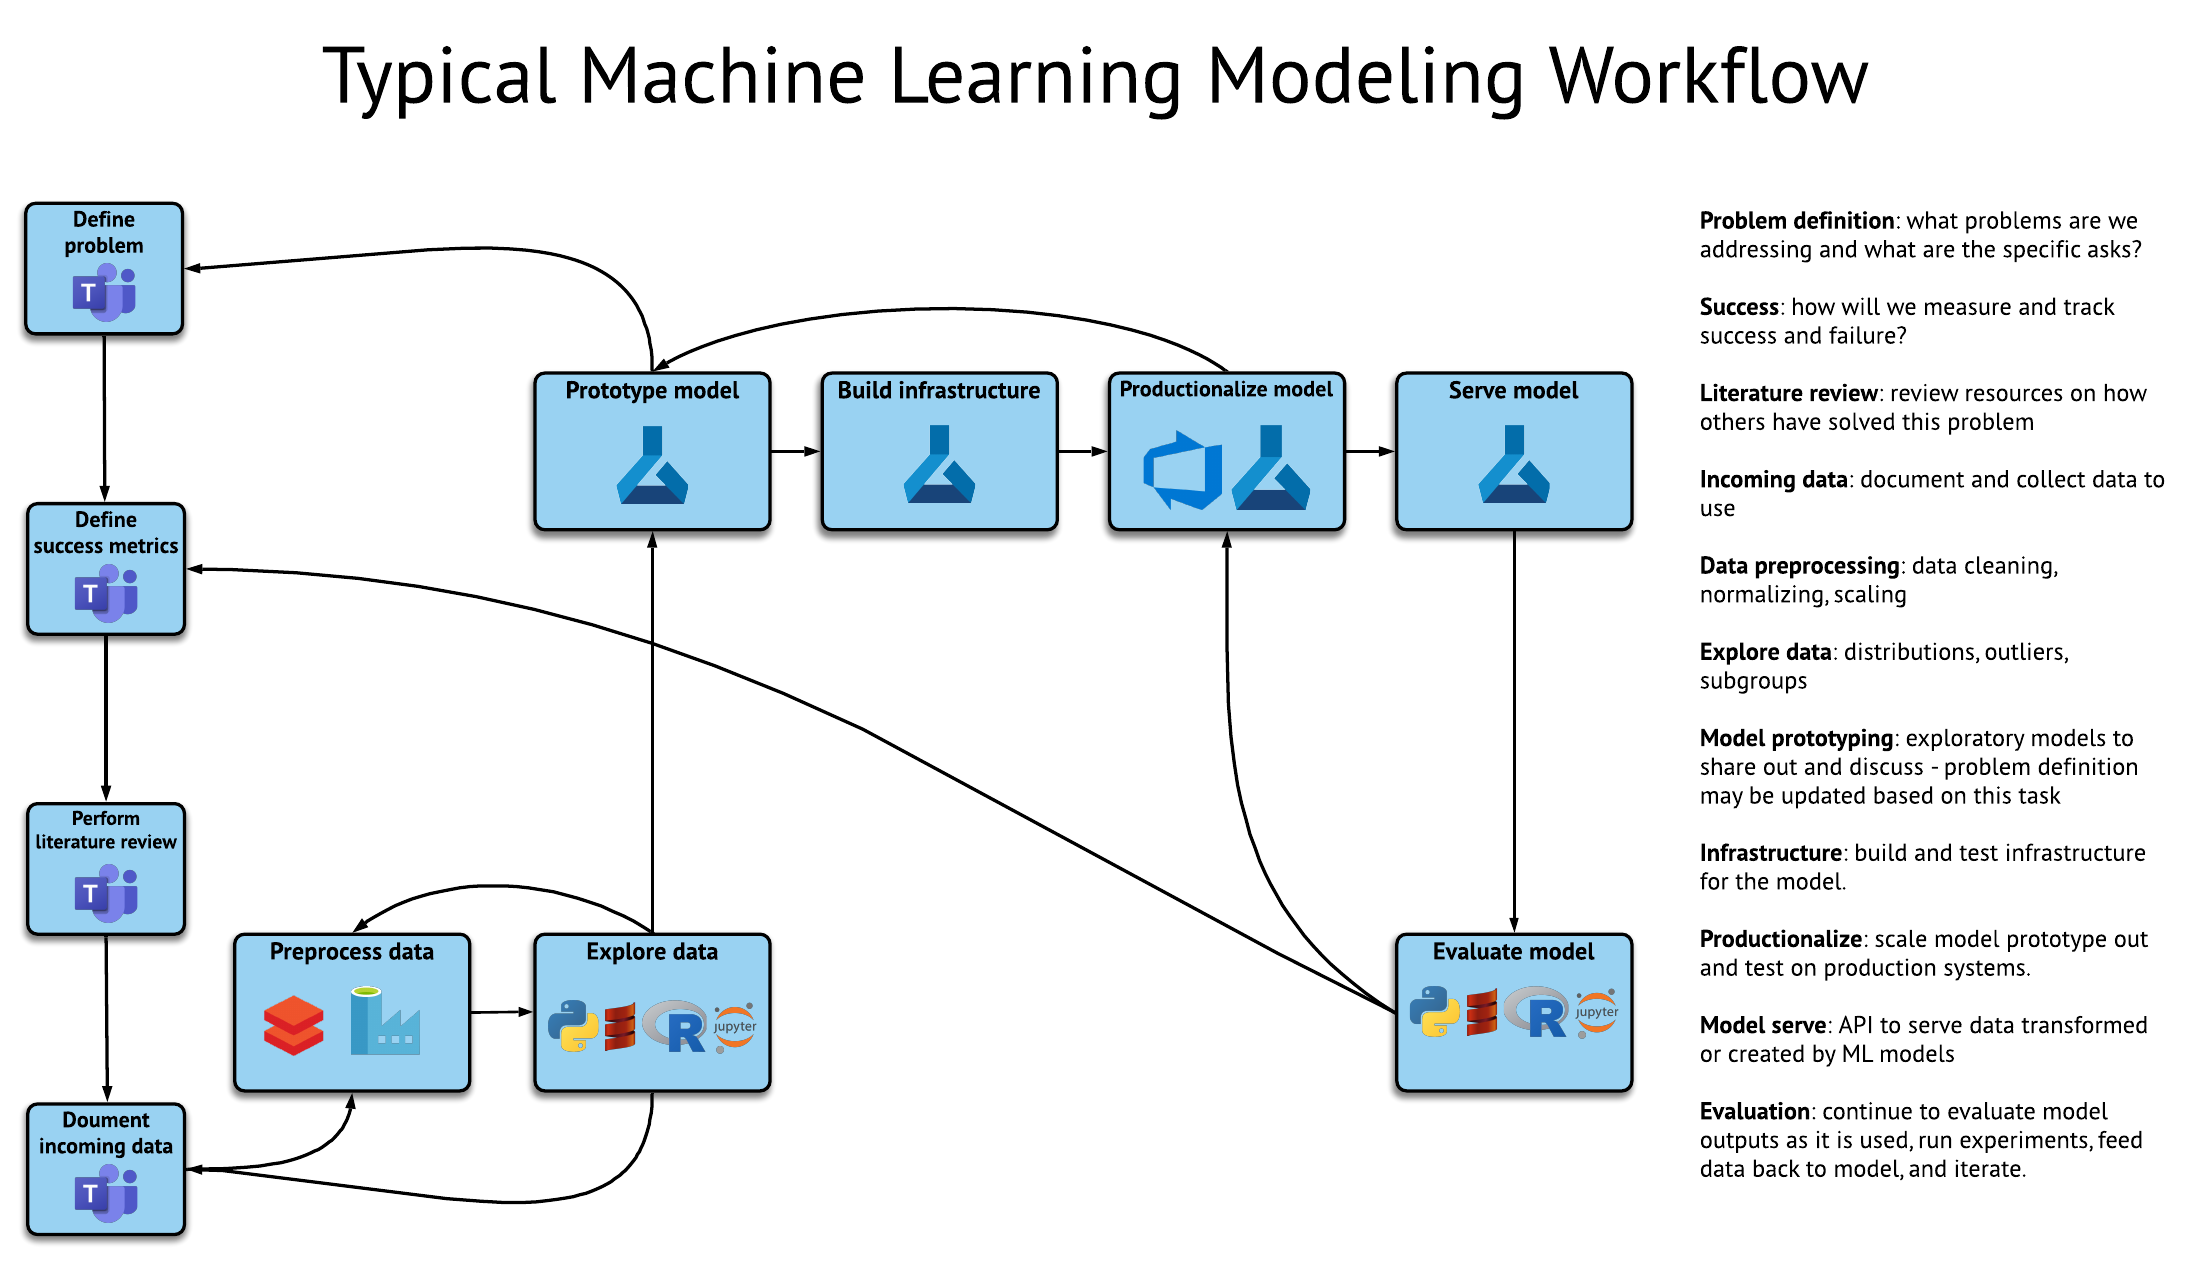 Typical Machine Learning Modeling Workflow
Define
problem
T
Define
success metrics
T
Perform
literature review
T
Doument
incoming data
T
Preprocess data
Explore data
R
jupyter
Prototype model
Build infrastructure
Productionalize model
Serve model
Evaluate model
R
jupyter
Problem definition: what problems are we
addressing and what are the specific asks?
Success: how will we measure and track
success and failure?
Literature review: review resources on how
others have solved this problem
Incoming data: document and collect data to
use
Data preprocessing: data cleaning,
normalizing, scaling
Explore data: distributions, outliers,
subgroups
Model prototyping: exploratory models to
share out and discuss - problem definition
may be updated based on this task
Infrastructure: build and test infrastructure
for the model.
Productionalize: scale model prototype out
and test on production systems.
Model serve: API to serve data transformed
or created by ML models
Evaluation: continue to evaluate model
outputs as it is used, run experiments, feed
data back to model, and iterate.